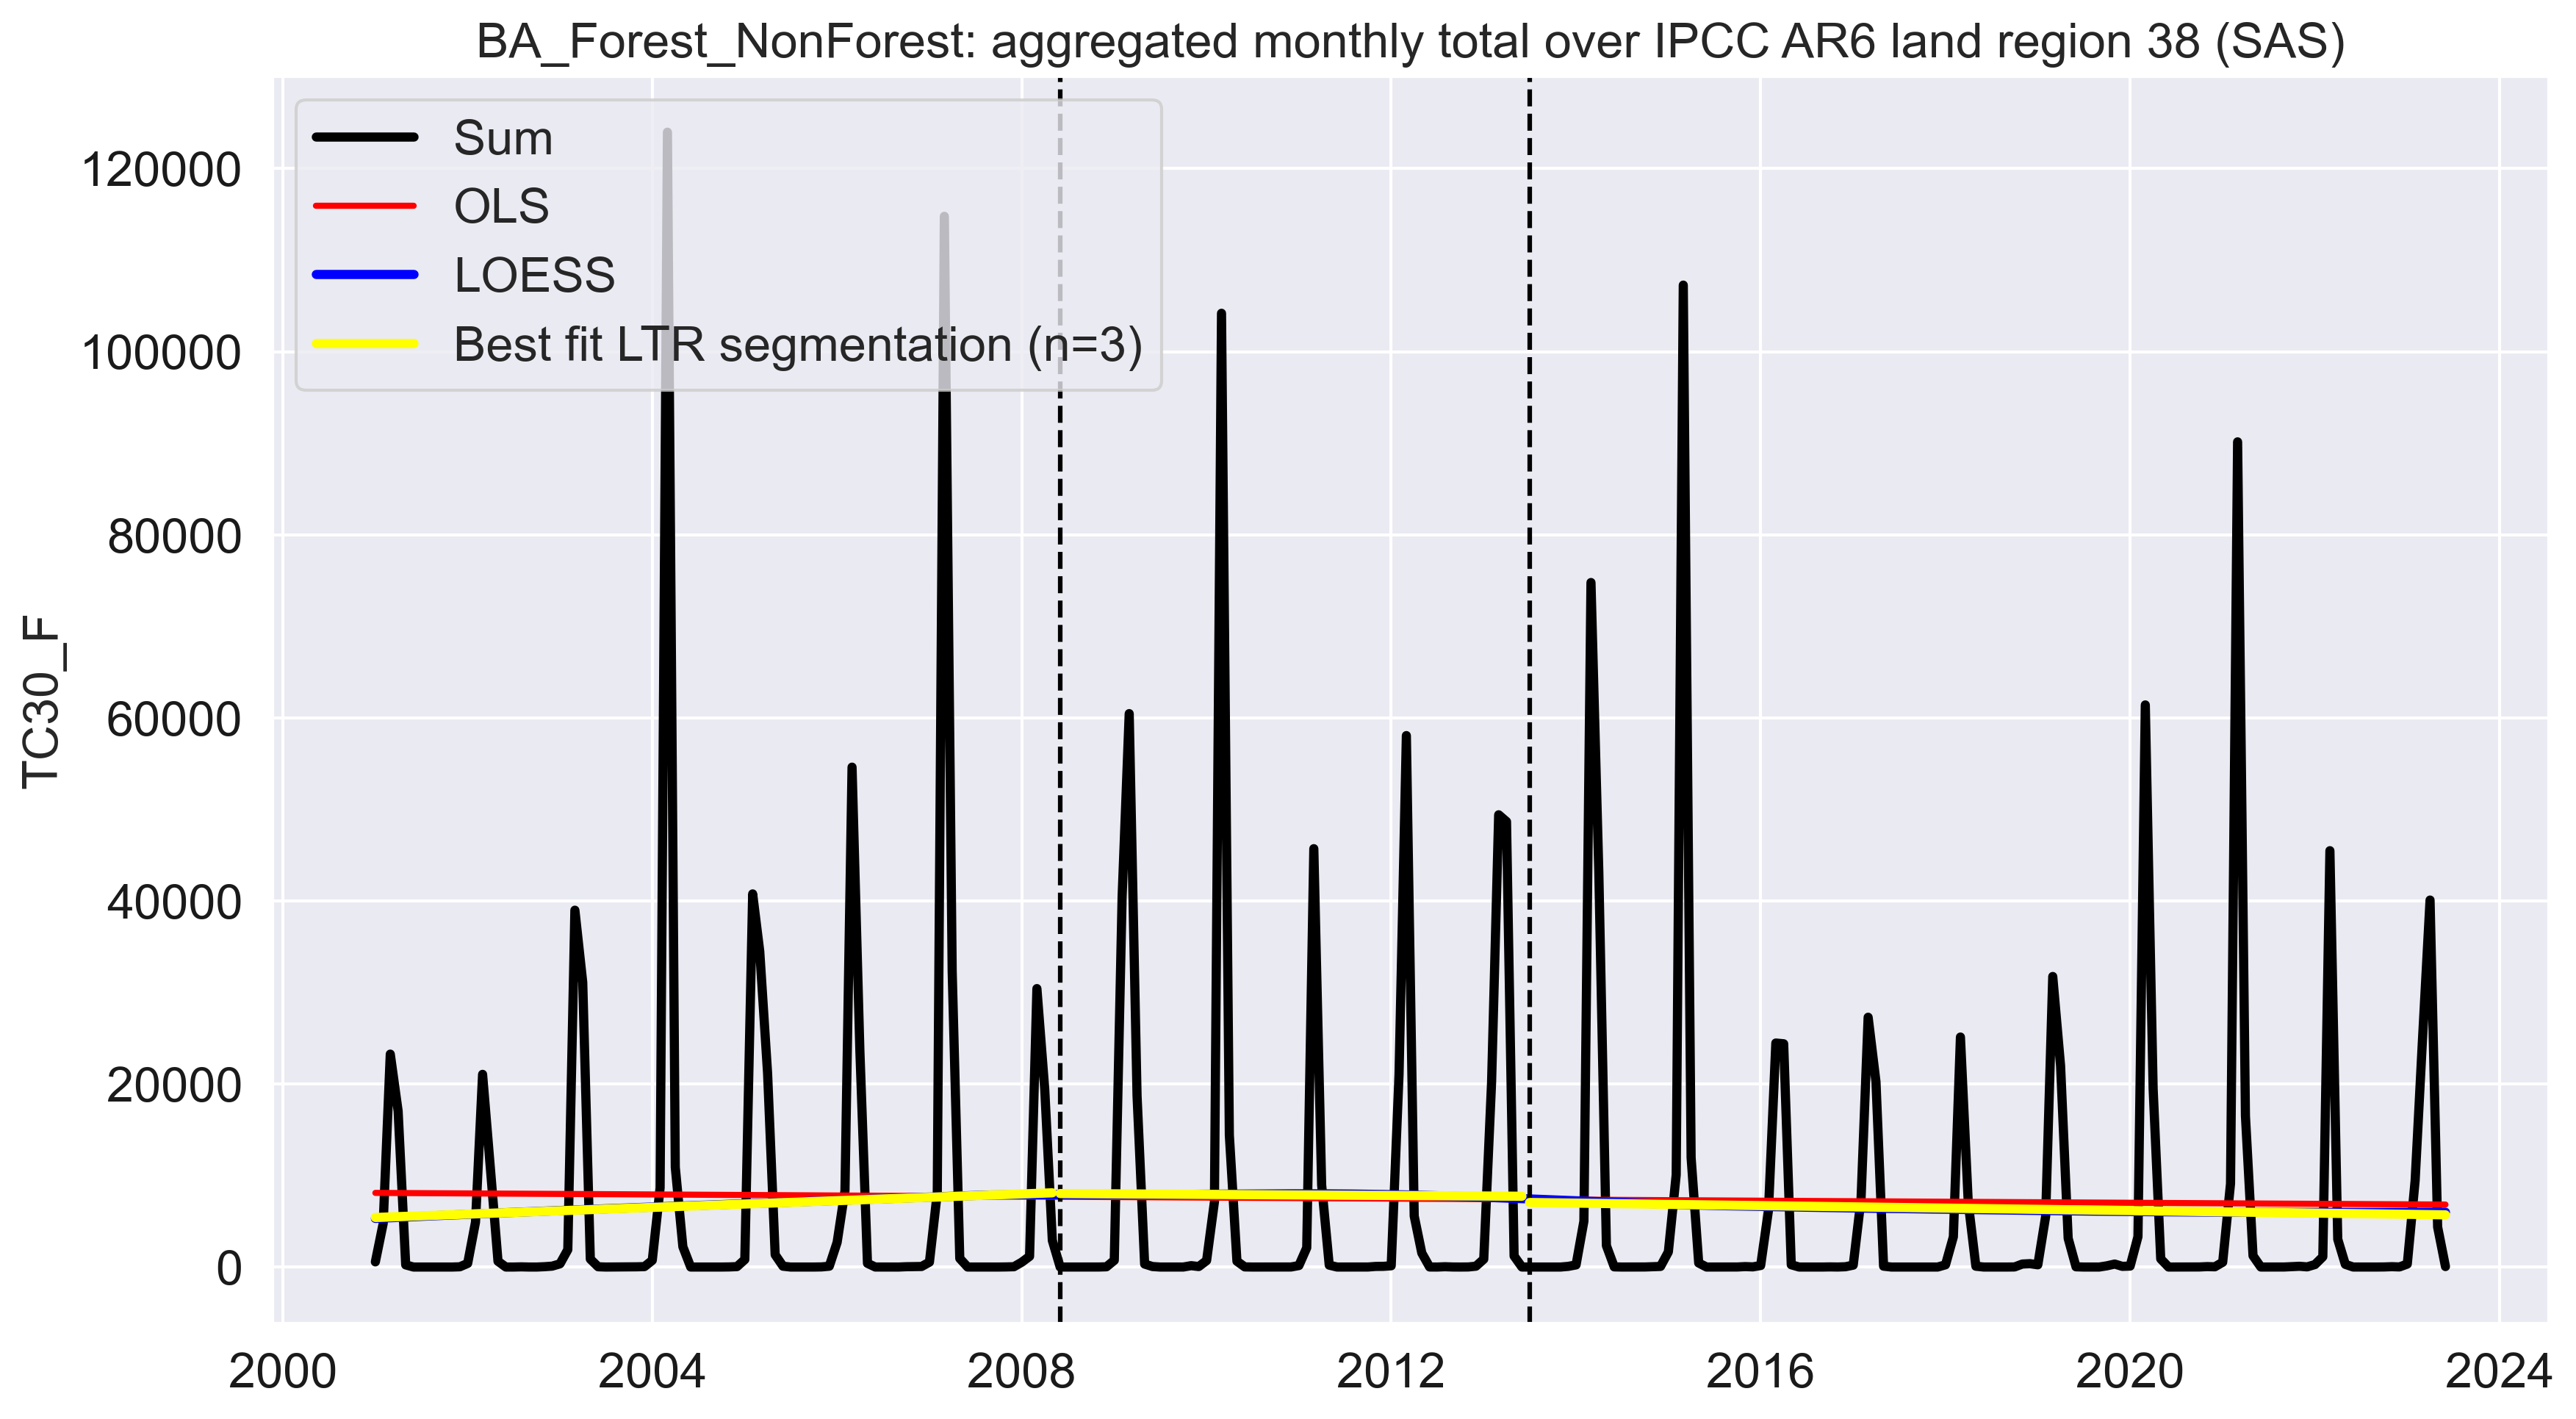 BA_Forest_NonForest: aggregated monthly total over IPCC AR6 land region 38 (SAS)
Sum
OLS
LOESS
Best fit LTR segmentation (n=3)
TC30_F
120000
100000
80000
60000
40000
20000
0
2000 2004 2008 2012 2016 2020 2024